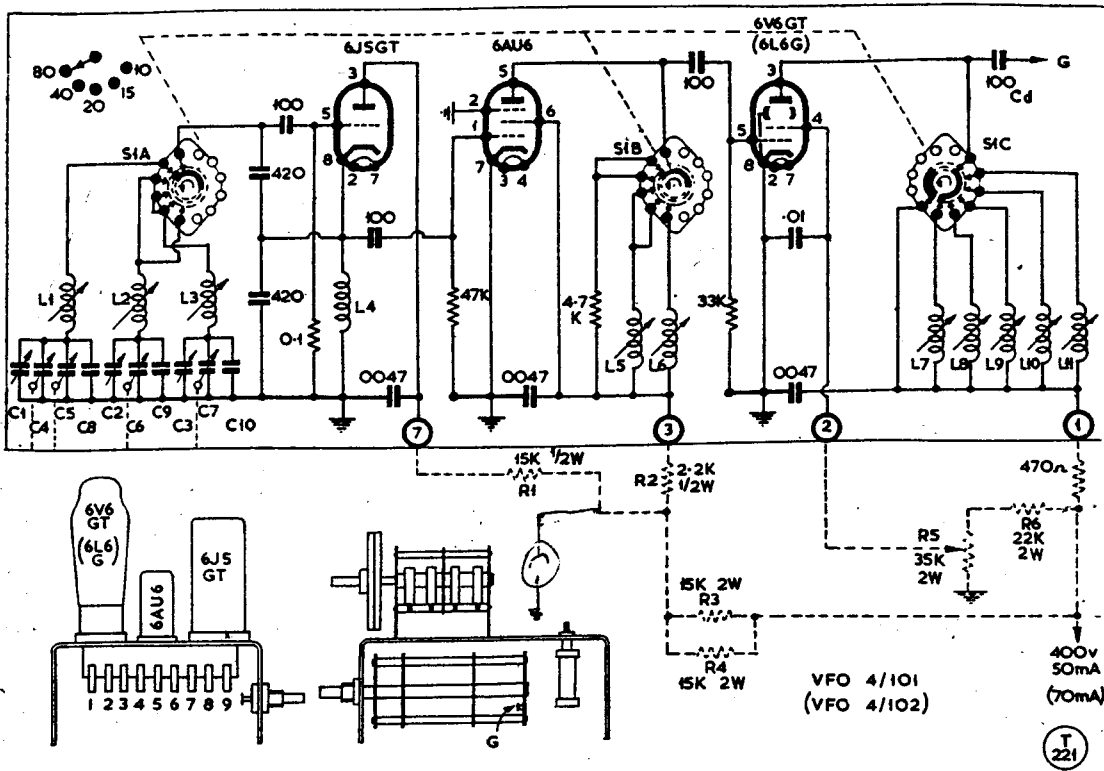 6J5GT
6AU6
6V6GT
(6L6G)
80
40
20
15
10
S1A
100
5
3
8
2 7
420
100
420
L4
0·1
L1
L2
L3
C1
C4
C5
C8
C2
C6
C9
C3
C7
C10
0047
7
5
2
1
6
7
3 4
47K
0047
S1B
4·7
K
L5
L6
3
100
33K
3
5
4
8
2 7
·01
0047
2
100
Cd
G
S1C
L7
L8
L9
L10
L11
1
15K 1/2W
R1
R2
2·2K
1/2W
15K 2W
R3
R4
15K 2W
470Ω
R5
35K
2W
R6
22K
2W
400V
50mA
(70mA)
VFO 4/101
(VFO 4/102)
6V6
GT
(6L6)
G
6AU6
6J5
GT
1 2 3 4 5 6 7 8 9
G
T
221